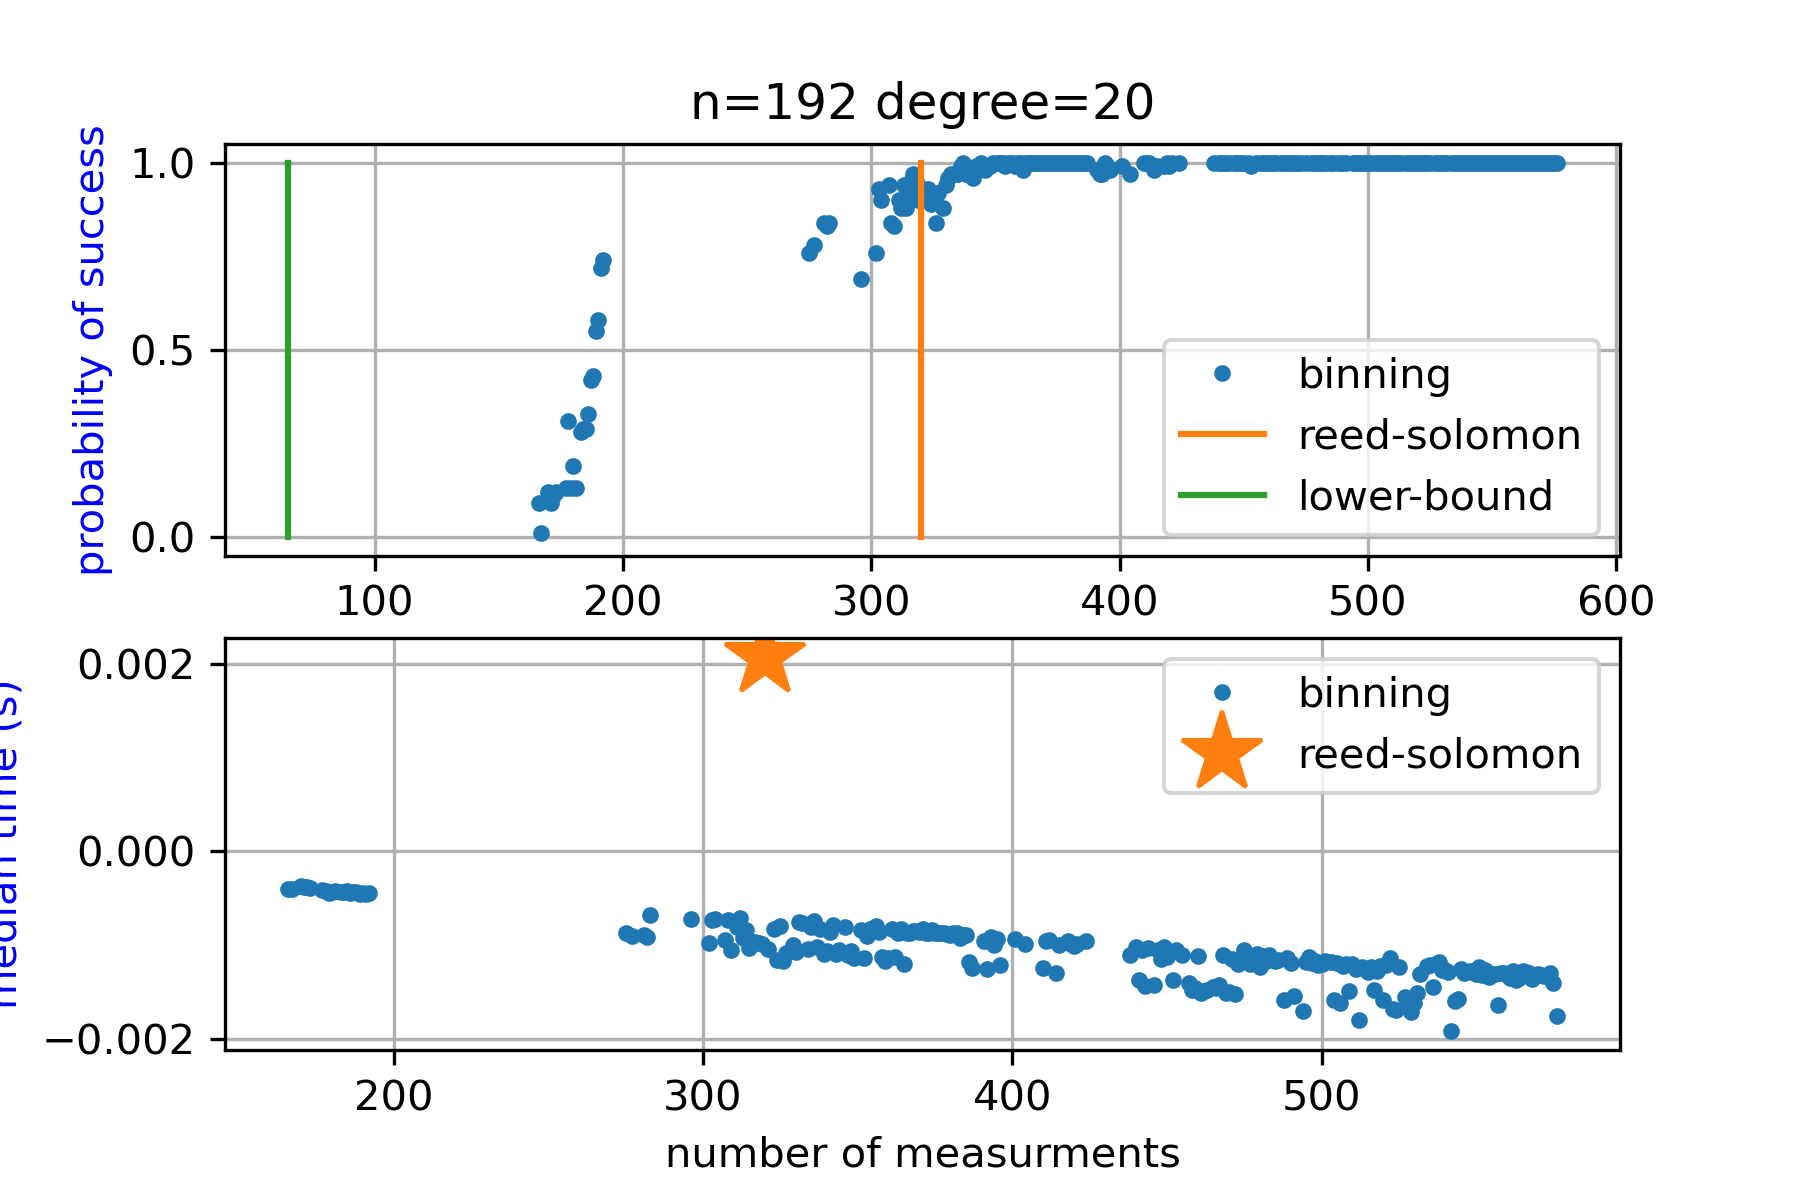 n=192 degree=20
probability of success
1.0
0.5
0.0
binning
reed-solomon
lower-bound
100 200 300 400 500 600
median time (s)
0.002
0.000
−0.002
binning
reed-solomon
200 300 400 500
number of measurments